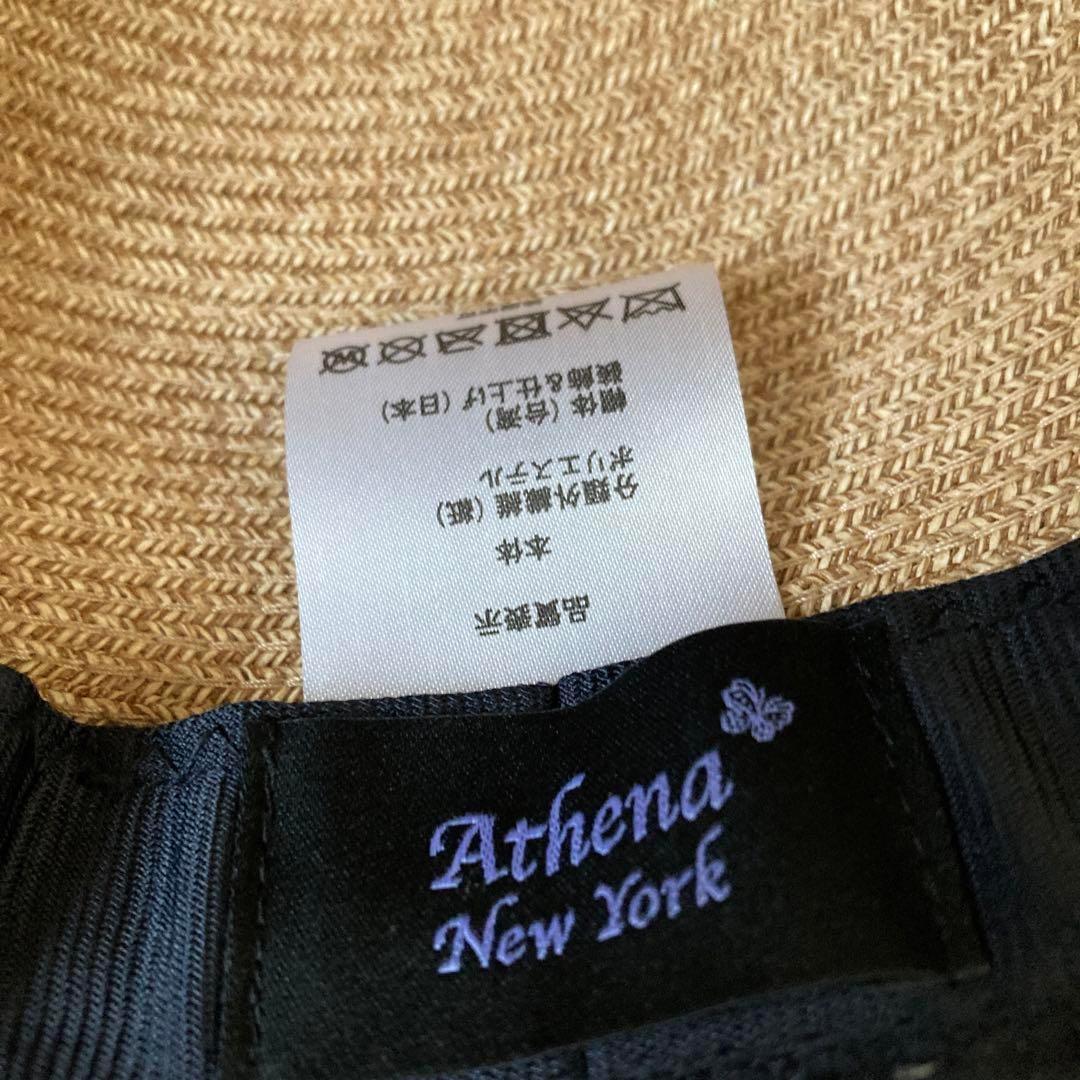 品質表示
本体
分類外繊維 (紙)
ポリエステル
帽体 (台湾)
装飾&仕上げ (日本)
Athena
New York